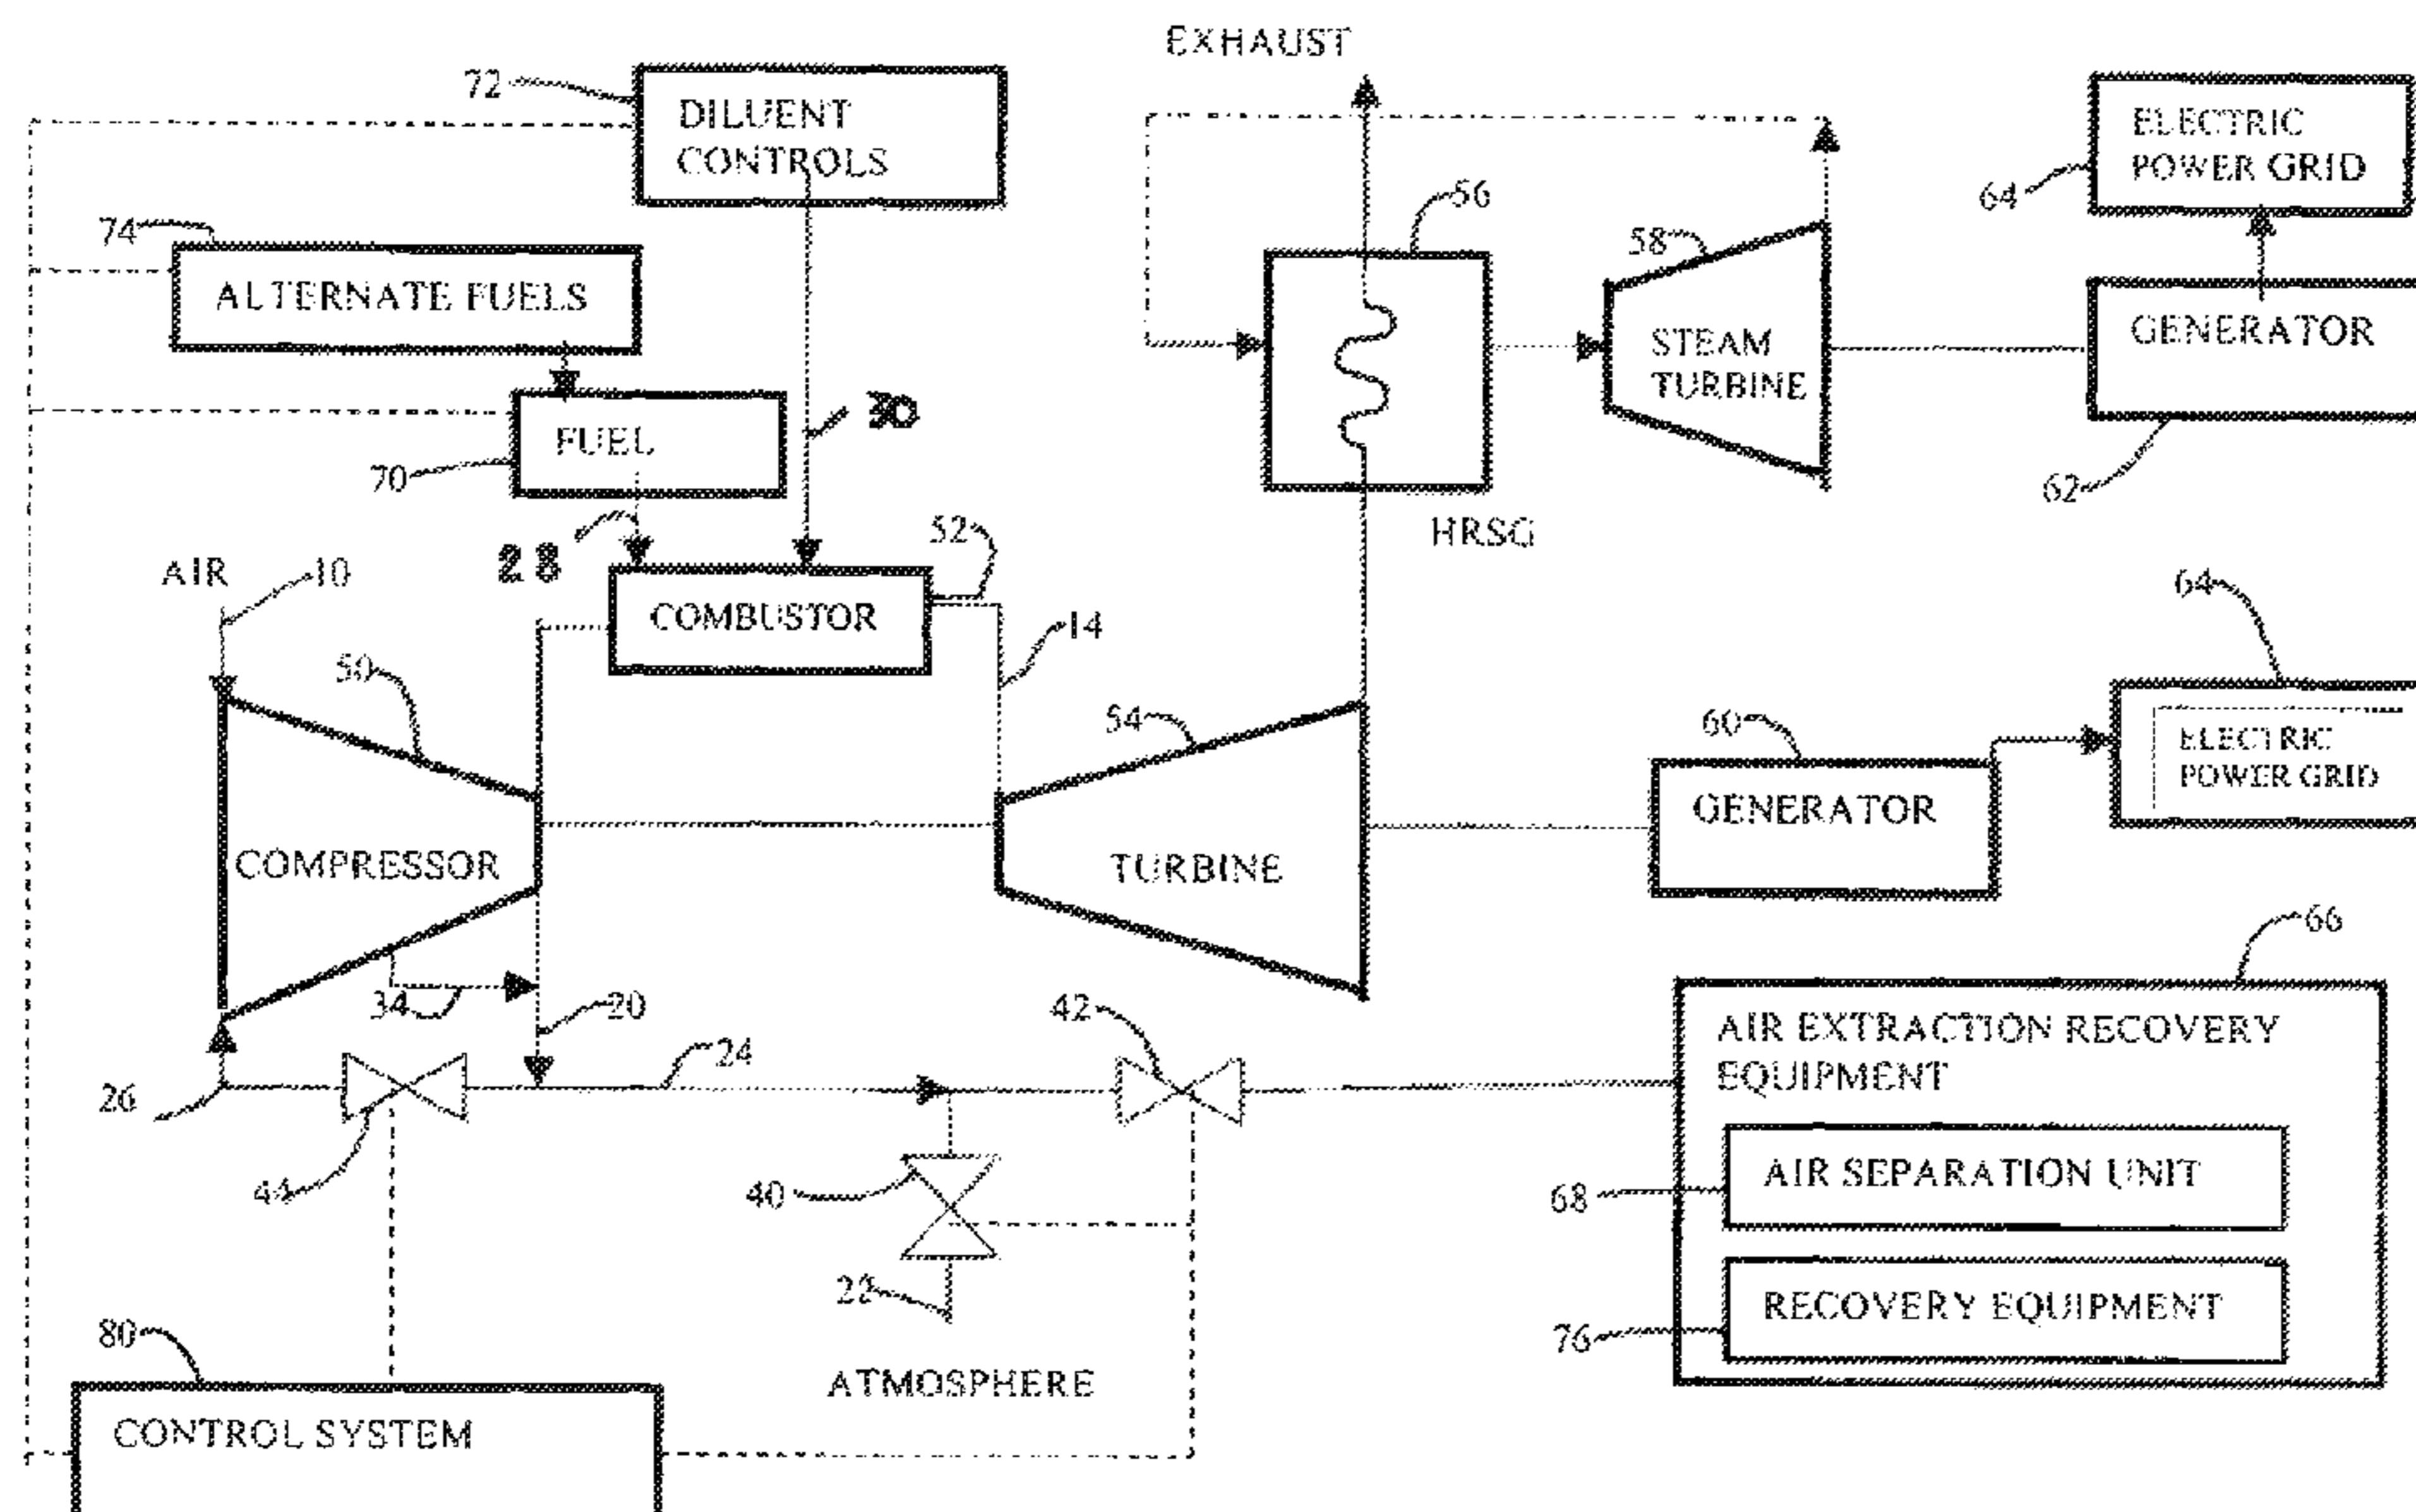 EXHAUST
72
DILUENT
CONTROLS
ELECTRIC
POWER GRID
64
56
74
ALTERNATE FUELS
58
STEAM
TURBINE
GENERATOR
62
30
FUEL
70
HRSG
28
52
AIR
10
COMBUSTOR
14
64
50
54
60
ELECTRIC
POWER GRID
GENERATOR
COMPRESSOR
TURBINE
66
34
20
42
AIR EXTRACTION RECOVERY
EQUIPMENT
24
26
AIR SEPARATION UNIT
44
40
68
22
RECOVERY EQUIPMENT
76
80
ATMOSPHERE
CONTROL SYSTEM